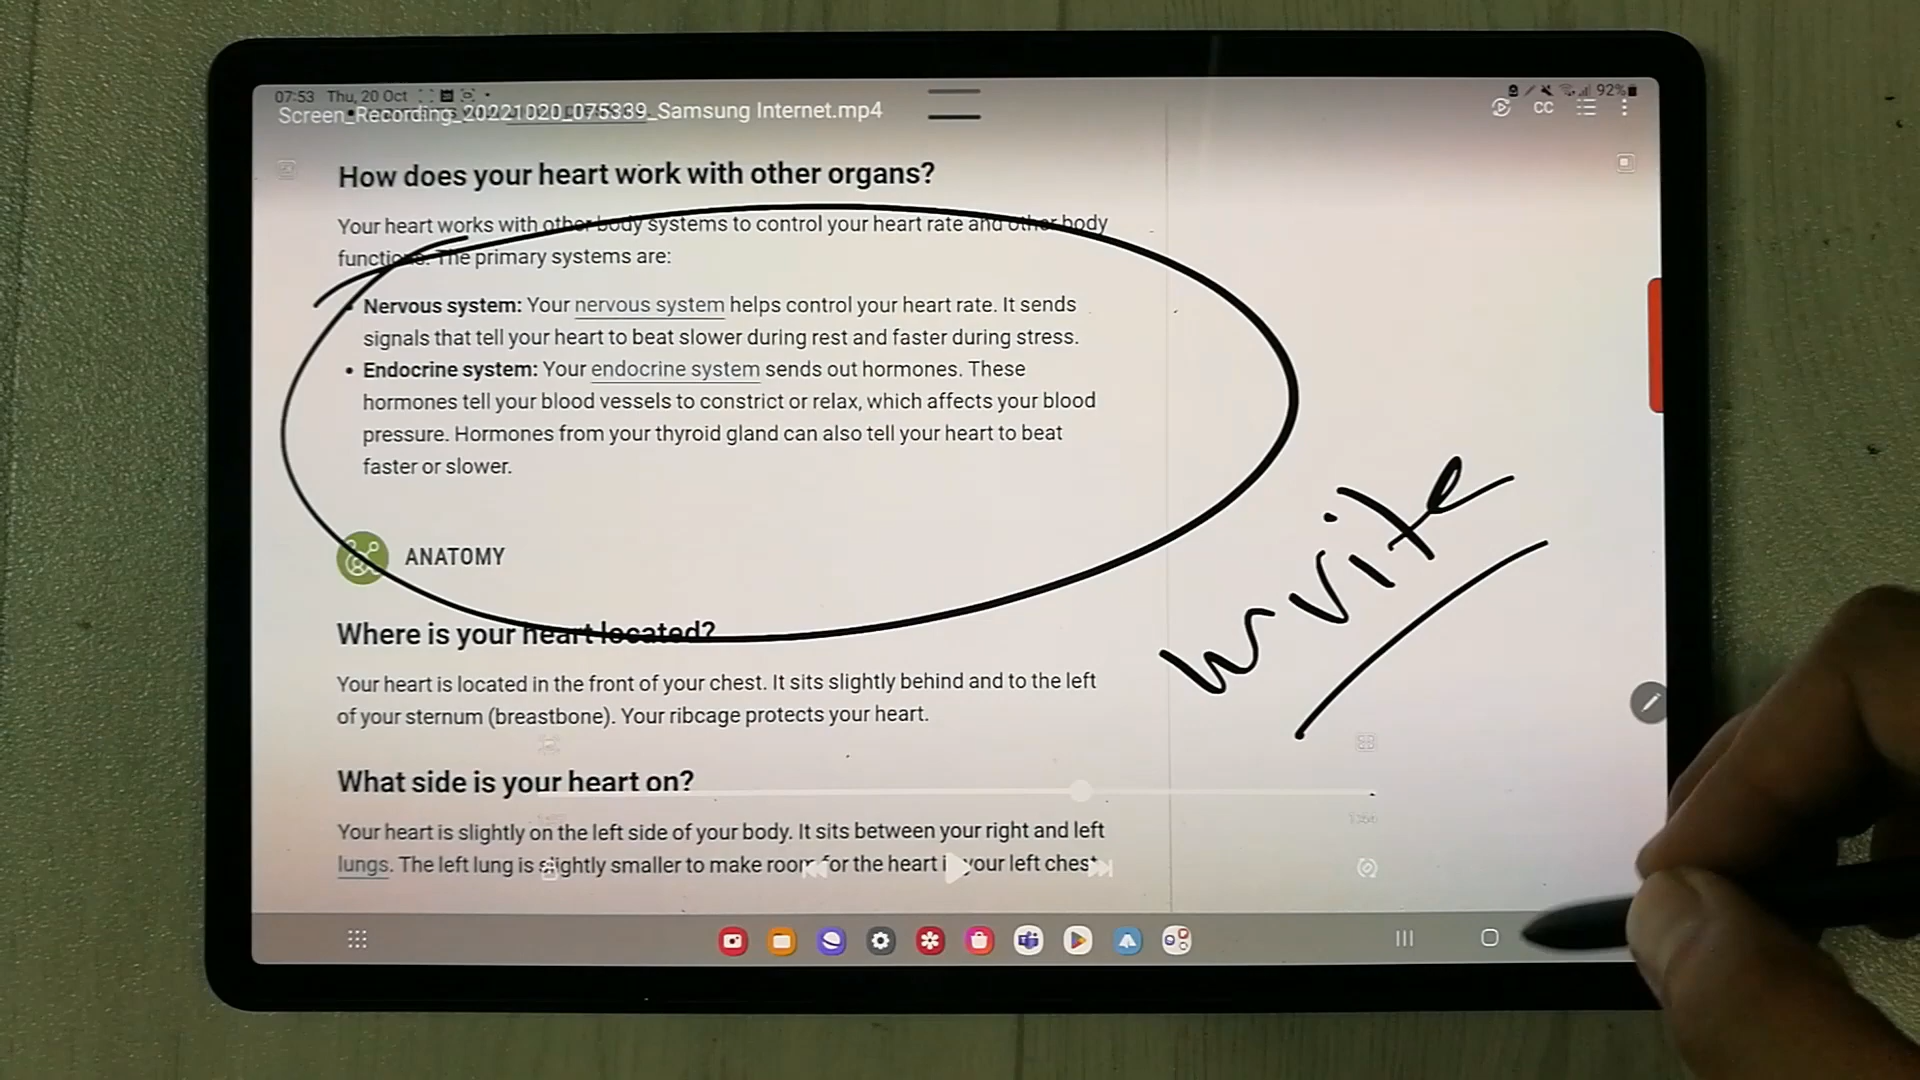 07:53 Thu, 20 Oct
92%
Screen_Recording_20221020_075339_Samsung Internet.mp4
CC
How does your heart work with other organs?
Your heart works with other body systems to control your heart rate and other body
functions. The primary systems are:
• Nervous system: Your nervous system helps control your heart rate. It sends
signals that tell your heart to beat slower during rest and faster during stress.
• Endocrine system: Your endocrine system sends out hormones. These
hormones tell your blood vessels to constrict or relax, which affects your blood
pressure. Hormones from your thyroid gland can also tell your heart to beat
faster or slower.
write
ANATOMY
Where is your heart located?
Your heart is located in the front of your chest. It sits slightly behind and to the left
of your sternum (breastbone). Your ribcage protects your heart.
What side is your heart on?
Your heart is slightly on the left side of your body. It sits between your right and left
lungs. The left lung is slightly smaller to make room for the heart in your left chest